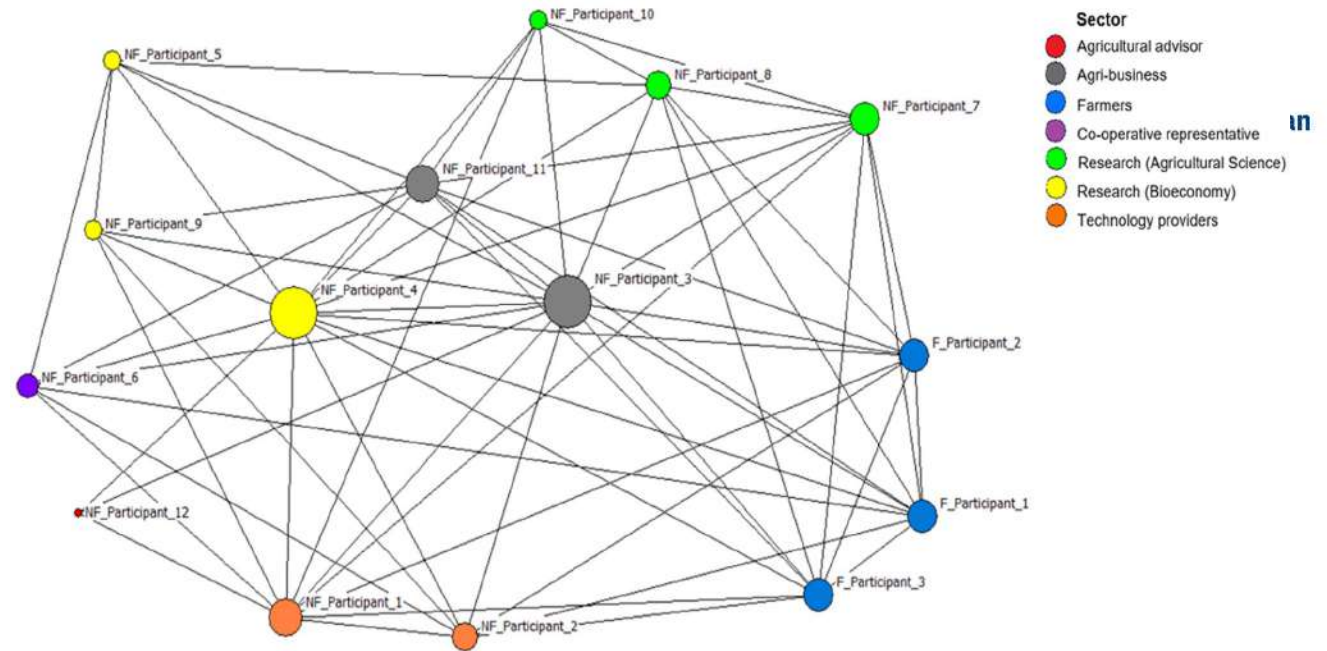 NF_Participant_10
NF_Participant_5
NF_Participant_8
NF_Participant_7
NF_Participant_11
NF_Participant_9
NF_Participant_3
NF_Participant_4
F_Participant_2
NF_Participant_6
F_Participant_1
NF_Participant_12
F_Participant_3
NF_Participant_1
NF_Participant_2
Sector
Agricultural advisor
Agri-business
Farmers
Co-operative representative
Research (Agricultural Science)
Research (Bioeconomy)
Technology providers
an